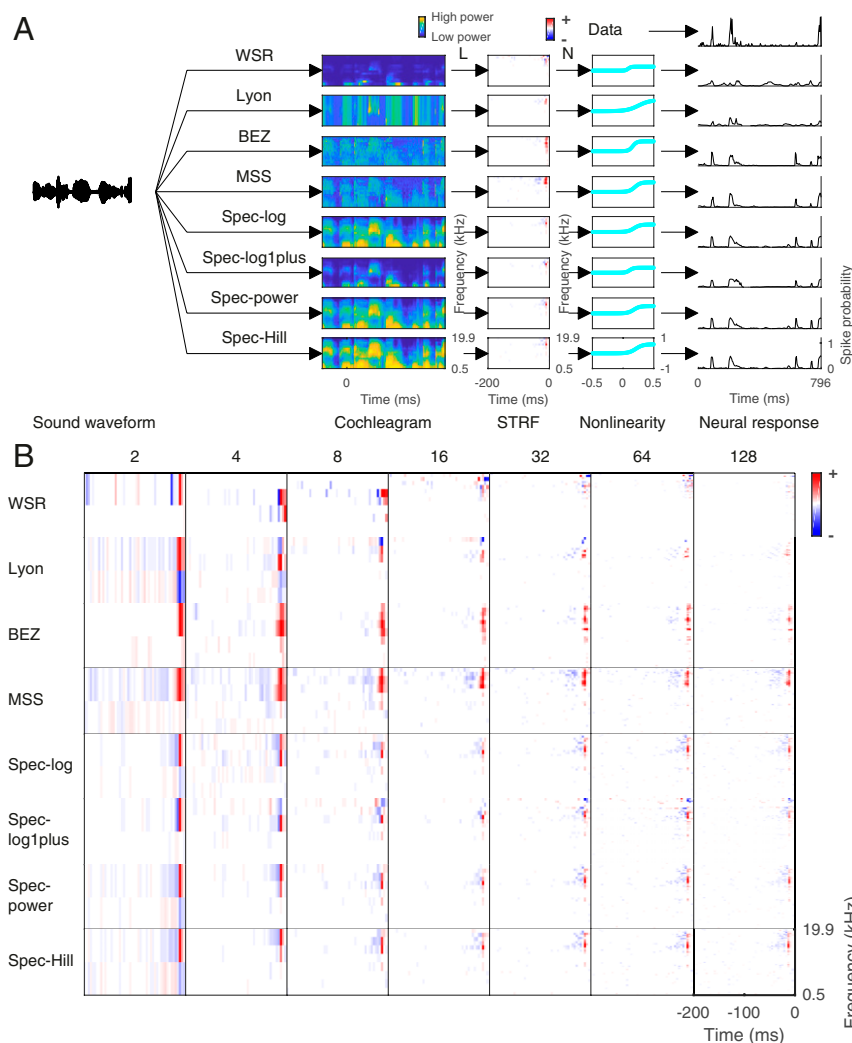 A
High power
Low power
+
-
Data
L
N
WSR
Lyon
BEZ
MSS
Spec-log
Spec-log1plus
Spec-power
Spec-Hill
Frequency (kHz)
19.9
0.5
Frequency (kHz)
19.9
0.5
1
-1
Spike probability
1
0
0
-200 0
-0.5 0 0.5
0 796
Time (ms)
Time (ms)
Time (ms)
Sound waveform Cochleagram STRF Nonlinearity Neural response
B
2 4 8 16 32 64 128
+
-
WSR
Lyon
BEZ
MSS
Spec-log
Spec-
log1plus
Spec-
power
Spec-Hill
19.9
0.5
Frequency (kHz)
-200 -100 0
Time (ms)